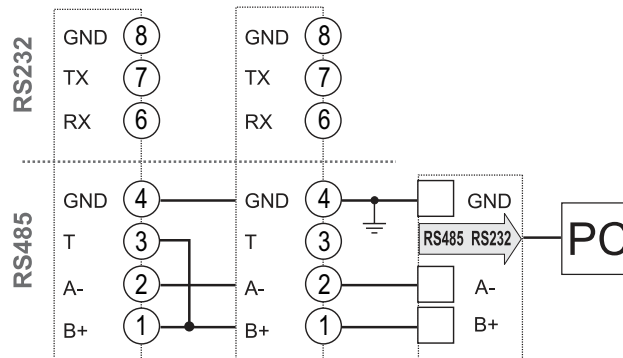 RS232
GND 8 GND 8
TX 7 TX 7
RX 6 RX 6
RS485
GND 4 GND 4 GND
T 3 T 3 RS485 RS232 PC
A- 2 A- 2 A-
B+ 1 B+ 1 B+